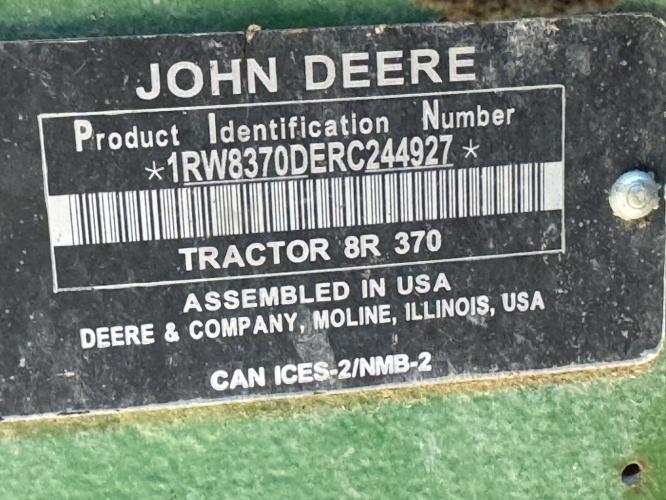 JOHN DEERE
Product Identification Number
*1RW8370DERC244927*
TRACTOR 8R 370
ASSEMBLED IN USA
DEERE & COMPANY, MOLINE, ILLINOIS, USA
CAN ICES-2/NMB-2